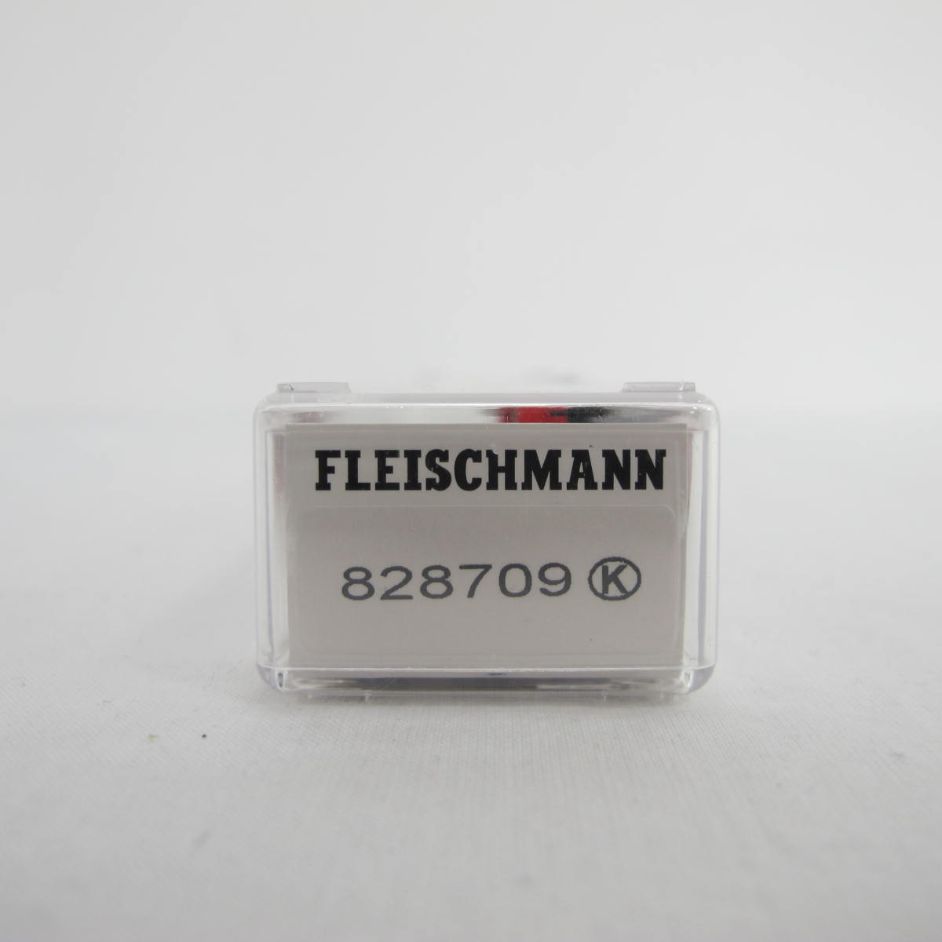 FLEISCHMANN
828709 Ⓚ